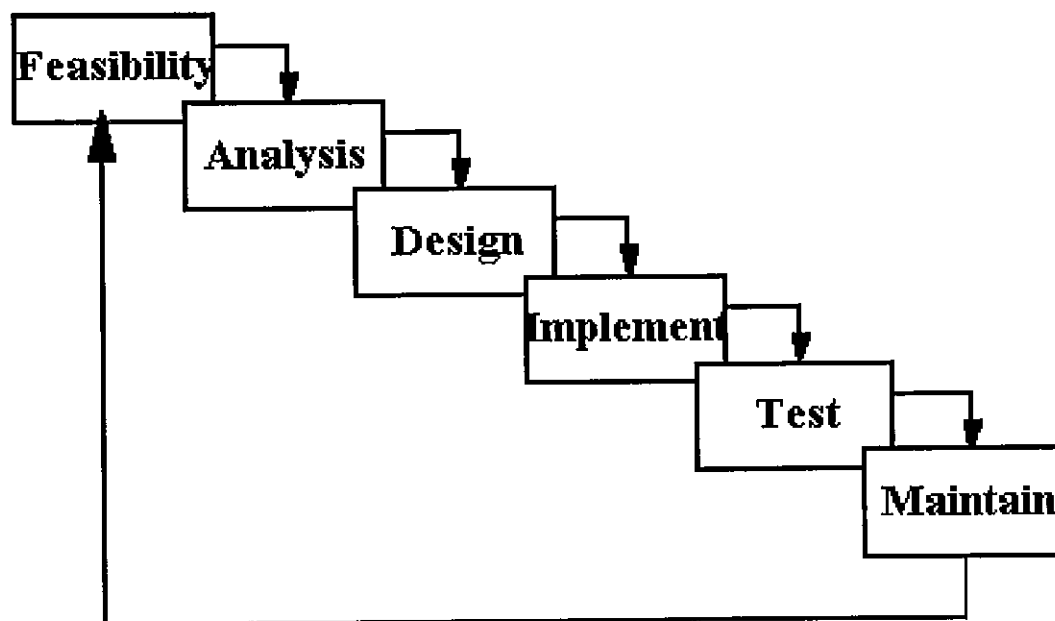 Feasibility
Analysis
Design
Implement
Test
Maintain